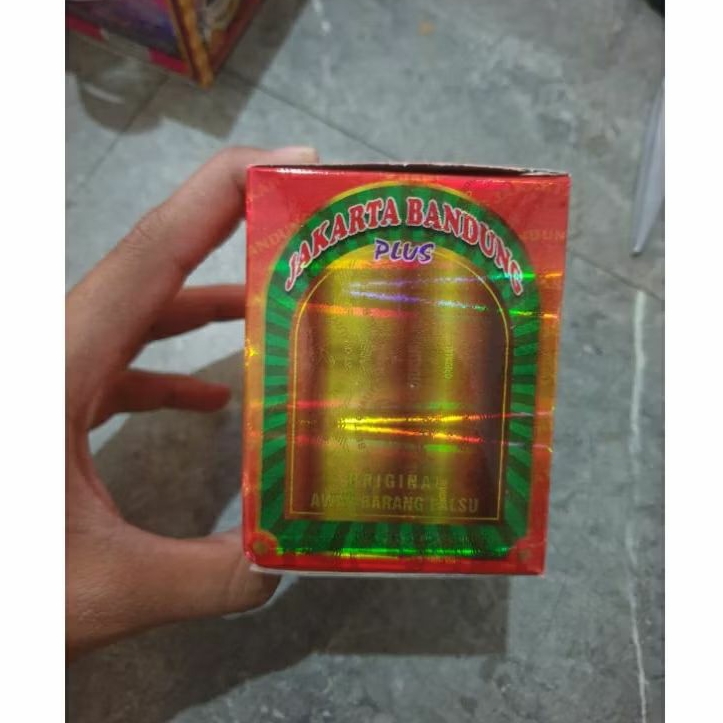 JAKARTA BANDUNG
PLUS
ORIGINAL
AWAS BARANG PALSU